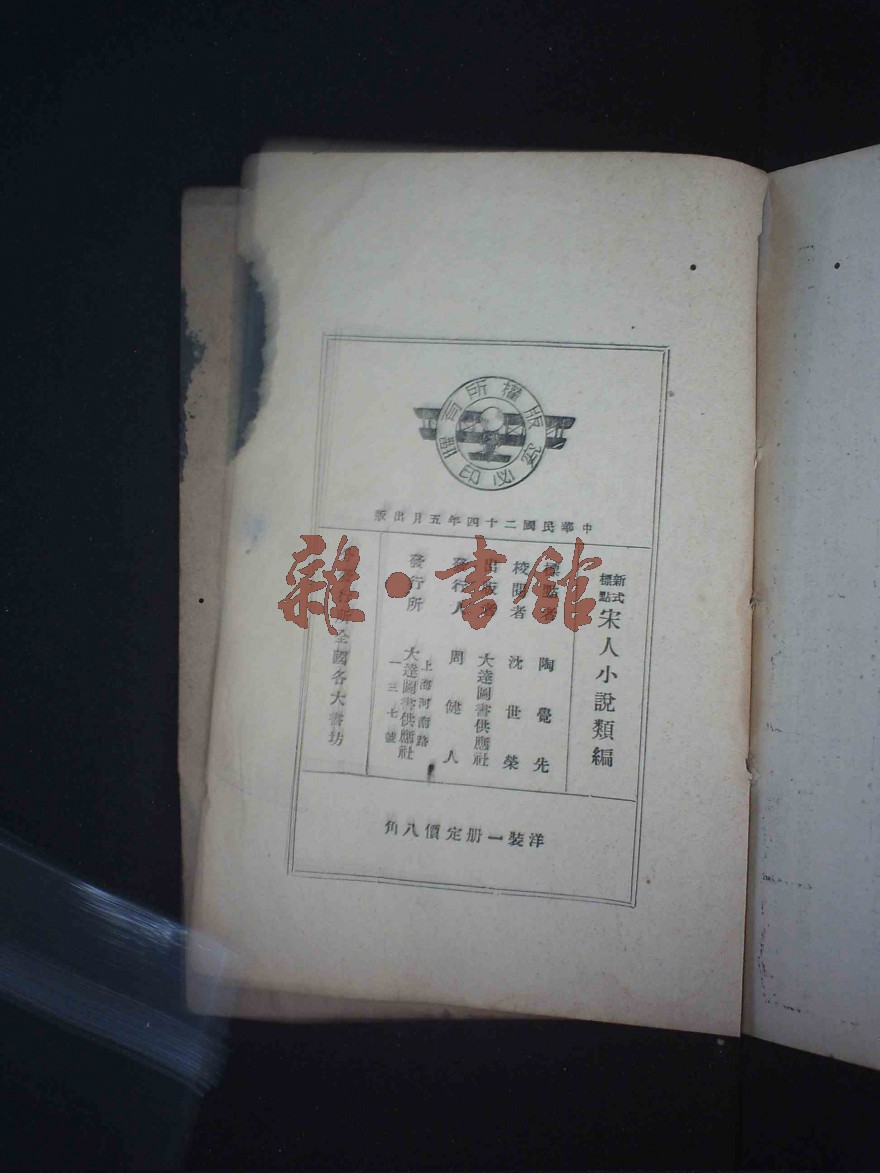 版權所有翻印必究
中華民國二十四年五月出版
新式標點 宋人小說類編
標點者 陶覺先
校閱者 沈世榮
出版者 大達圖書供應社
發行人 周健人
發行所 上海河南路一三七號 大達圖書供應社
全國各大書坊
洋裝一册定價八角
雜·書館